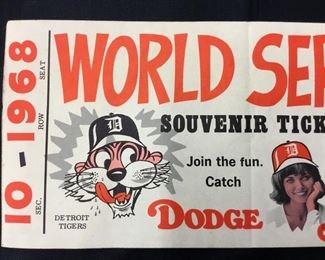 10-1968
SEC. ROW SEAT
WORLD SER
SOUVENIR TICK
D
DETROIT
TIGERS
Join the fun.
Catch
DODGE
D